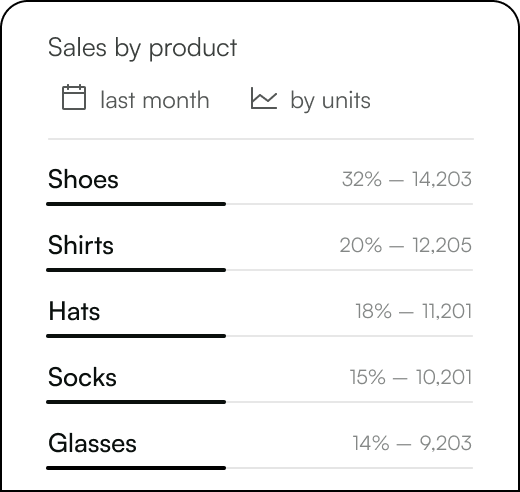 Sales by product
last month by units
Shoes 32% — 14,203
Shirts 20% — 12,205
Hats 18% — 11,201
Socks 15% — 10,201
Glasses 14% — 9,203